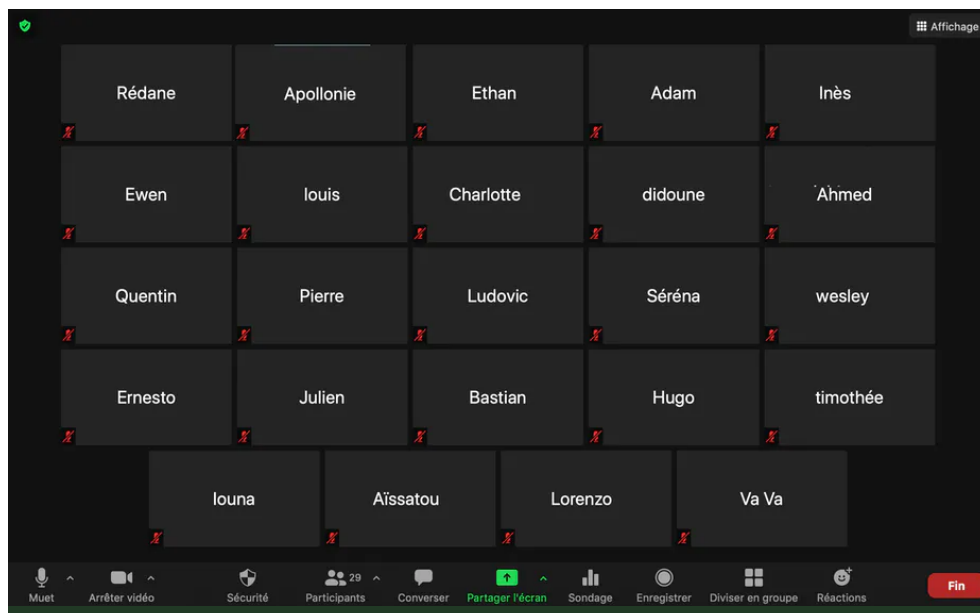 Affichage
Rédane Apollonie Ethan Adam Inès
Ewen louis Charlotte didoune Ahmed
Quentin Pierre Ludovic Séréna wesley
Ernesto Julien Bastian Hugo timothée
louna Aïssatou Lorenzo Va Va
29
Muet Arrêter vidéo Sécurité Participants Converser Partager l'écran Sondage Enregistrer Diviser en groupe Réactions Fin